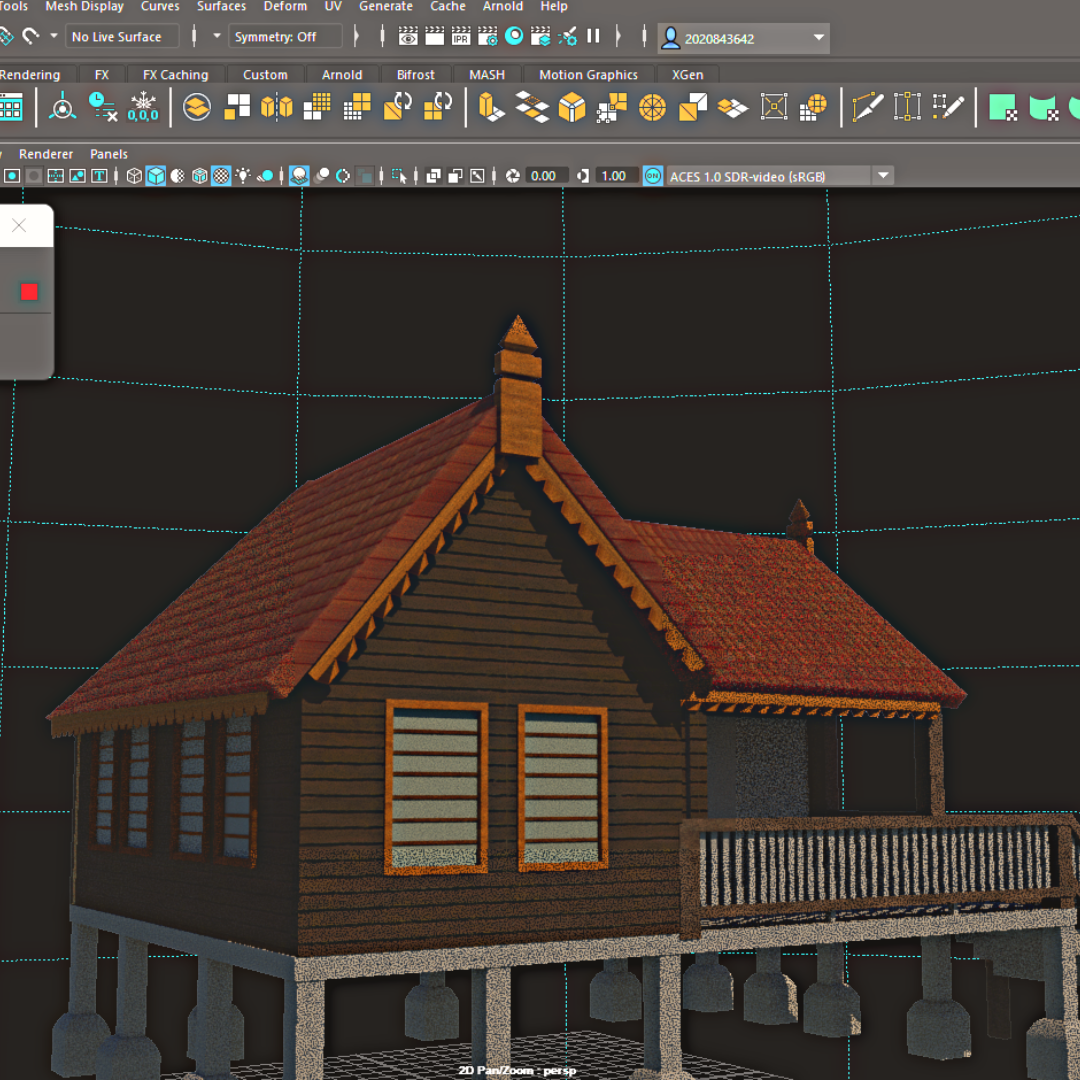 Tools Mesh Display Curves Surfaces Deform UV Generate Cache Arnold Help
No Live Surface Symmetry: Off IPR 2020843642
Rendering FX FX Caching Custom Arnold Bifrost MASH Motion Graphics XGen
0,0,0
Renderer Panels
T 0.00 1.00 ON ACES 1.0 SDR-video (sRGB)
2D Pan/Zoom : persp